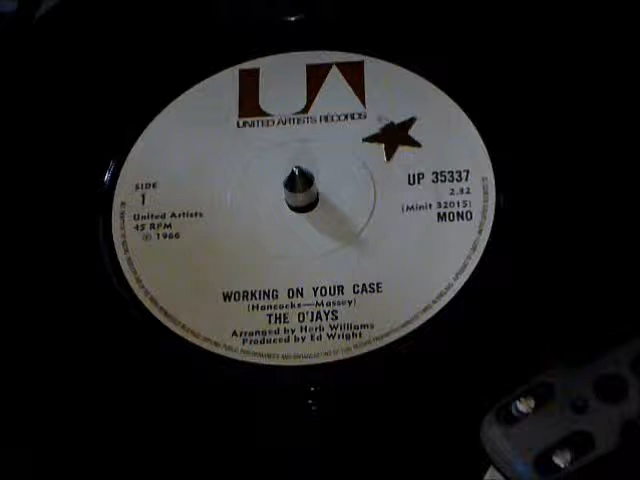 UA
UNITED ARTISTS RECORDS
SIDE
1
United Artists
45 RPM
℗ 1966
UP 35337
2.32
(Minit 32015)
MONO
WORKING ON YOUR CASE
(Hancocks—Massey)
THE O'JAYS
Arranged by Herb Williams
Produced by Ed Wright